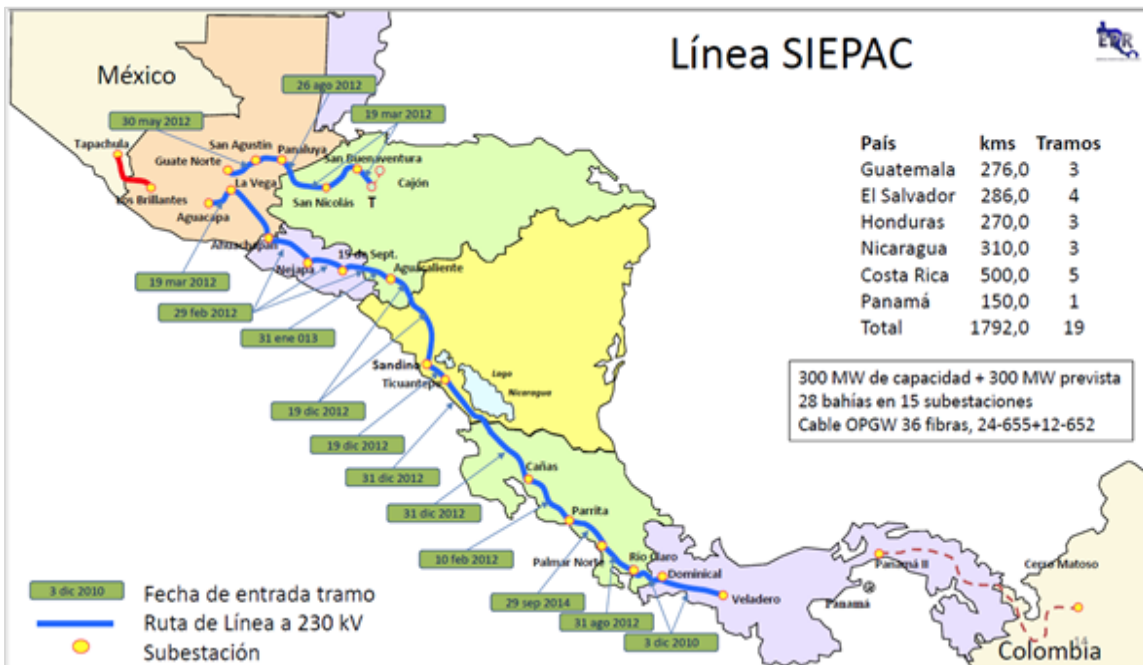 Línea SIEPAC
EPR
México
26 ago 2012
19 mar 2012
30 may 2012
Tapachula
San Agustín
Panaluya
San Buenaventura
Guate Norte
Cajón
La Vega
Los Brillantes
San Nicolás
T
Aguacapa
Ahuachapán
19 de Sept.
Nejapa
Aguacaliente
19 mar 2012
29 feb 2012
31 ene 013
Sandino
Ticuantepe
Lago
Nicaragua
19 dic 2012
19 dic 2012
31 dic 2012
31 dic 2012
Cañas
Parrita
10 feb 2012
Palmar Norte
Río Claro
Dominical
Veladero
29 sep 2014
31 ago 2012
3 dic 2010
Panamá II
Panamá
Cerro Matoso
Colombia
14
País kms Tramos
Guatemala 276,0 3
El Salvador 286,0 4
Honduras 270,0 3
Nicaragua 310,0 3
Costa Rica 500,0 5
Panamá 150,0 1
Total 1792,0 19
300 MW de capacidad + 300 MW prevista
28 bahías en 15 subestaciones
Cable OPGW 36 fibras, 24-655+12-652
3 dic 2010 Fecha de entrada tramo
Ruta de Línea a 230 kV
Subestación